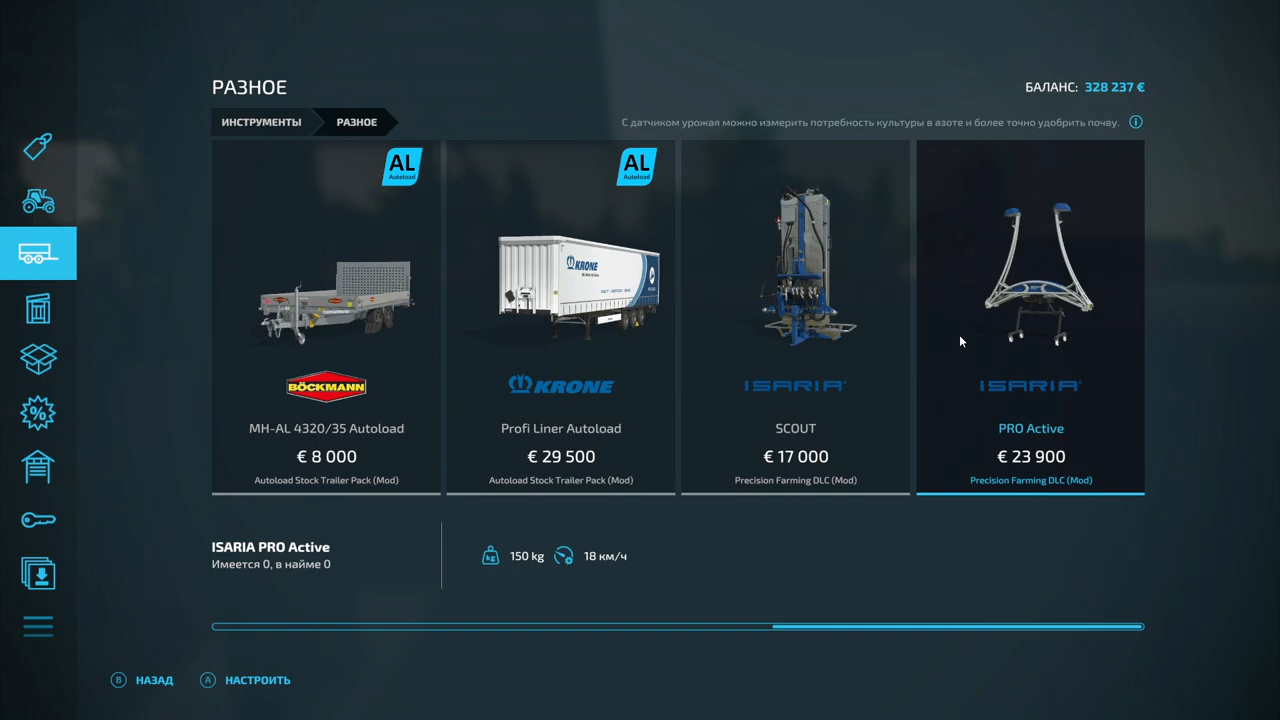 РАЗНОЕ
БАЛАНС: 328 237 €
ИНСТРУМЕНТЫ РАЗНОЕ
С датчиком урожая можно измерить потребность культуры в азоте и более точно удобрить почву.
AL
Autoload
AL
Autoload
KRONE
BÖCKMANN
KRONE
ISARIA
ISARIA
MH-AL 4320/35 Autoload
Profi Liner Autoload
SCOUT
PRO Active
€ 8 000
€ 29 500
€ 17 000
€ 23 900
Autoload Stock Trailer Pack (Mod)
Autoload Stock Trailer Pack (Mod)
Precision Farming DLC (Mod)
Precision Farming DLC (Mod)
ISARIA PRO Active
Имеется 0, в найме 0
kg 150 kg 18 км/ч
%
B НАЗАД A НАСТРОИТЬ